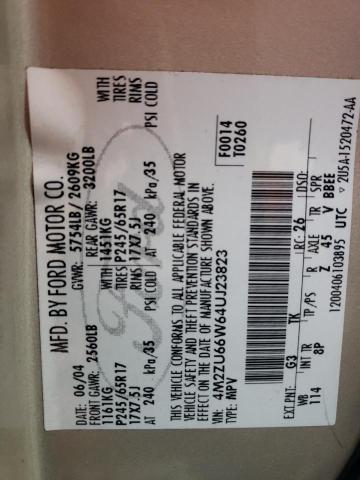 MFD. BY FORD MOTOR CO.
DATE: 06/04 GVWR: 5754LB/ 2609KG
FRONT GAWR: 2560LB REAR GAWR: 3200LB
1161KG WITH 1451KG WITH
P245/65R17 TIRES P245/65R17 TIRES
17X7.5J RIMS 17X7.5J RIMS
AT 240 kPa/35 PSI COLD AT 240 kPa/35 PSI COLD
THIS VEHICLE CONFORMS TO ALL APPLICABLE FEDERAL MOTOR
VEHICLE SAFETY AND THEFT PREVENTION STANDARDS IN
EFFECT ON THE DATE OF MANUFACTURE SHOWN ABOVE.
VIN: 4M2ZU66W64UJ23823 F0014
TYPE: MPV T0260
EXT PNT: G3 TK RC: 26 DSO:
WB BRK INT TR TP/PS R AXLE TR SPR
114 8P Z 45 V BBEE
1200406103895 UTC ▽ 2U5A-1520472-AA
Ford